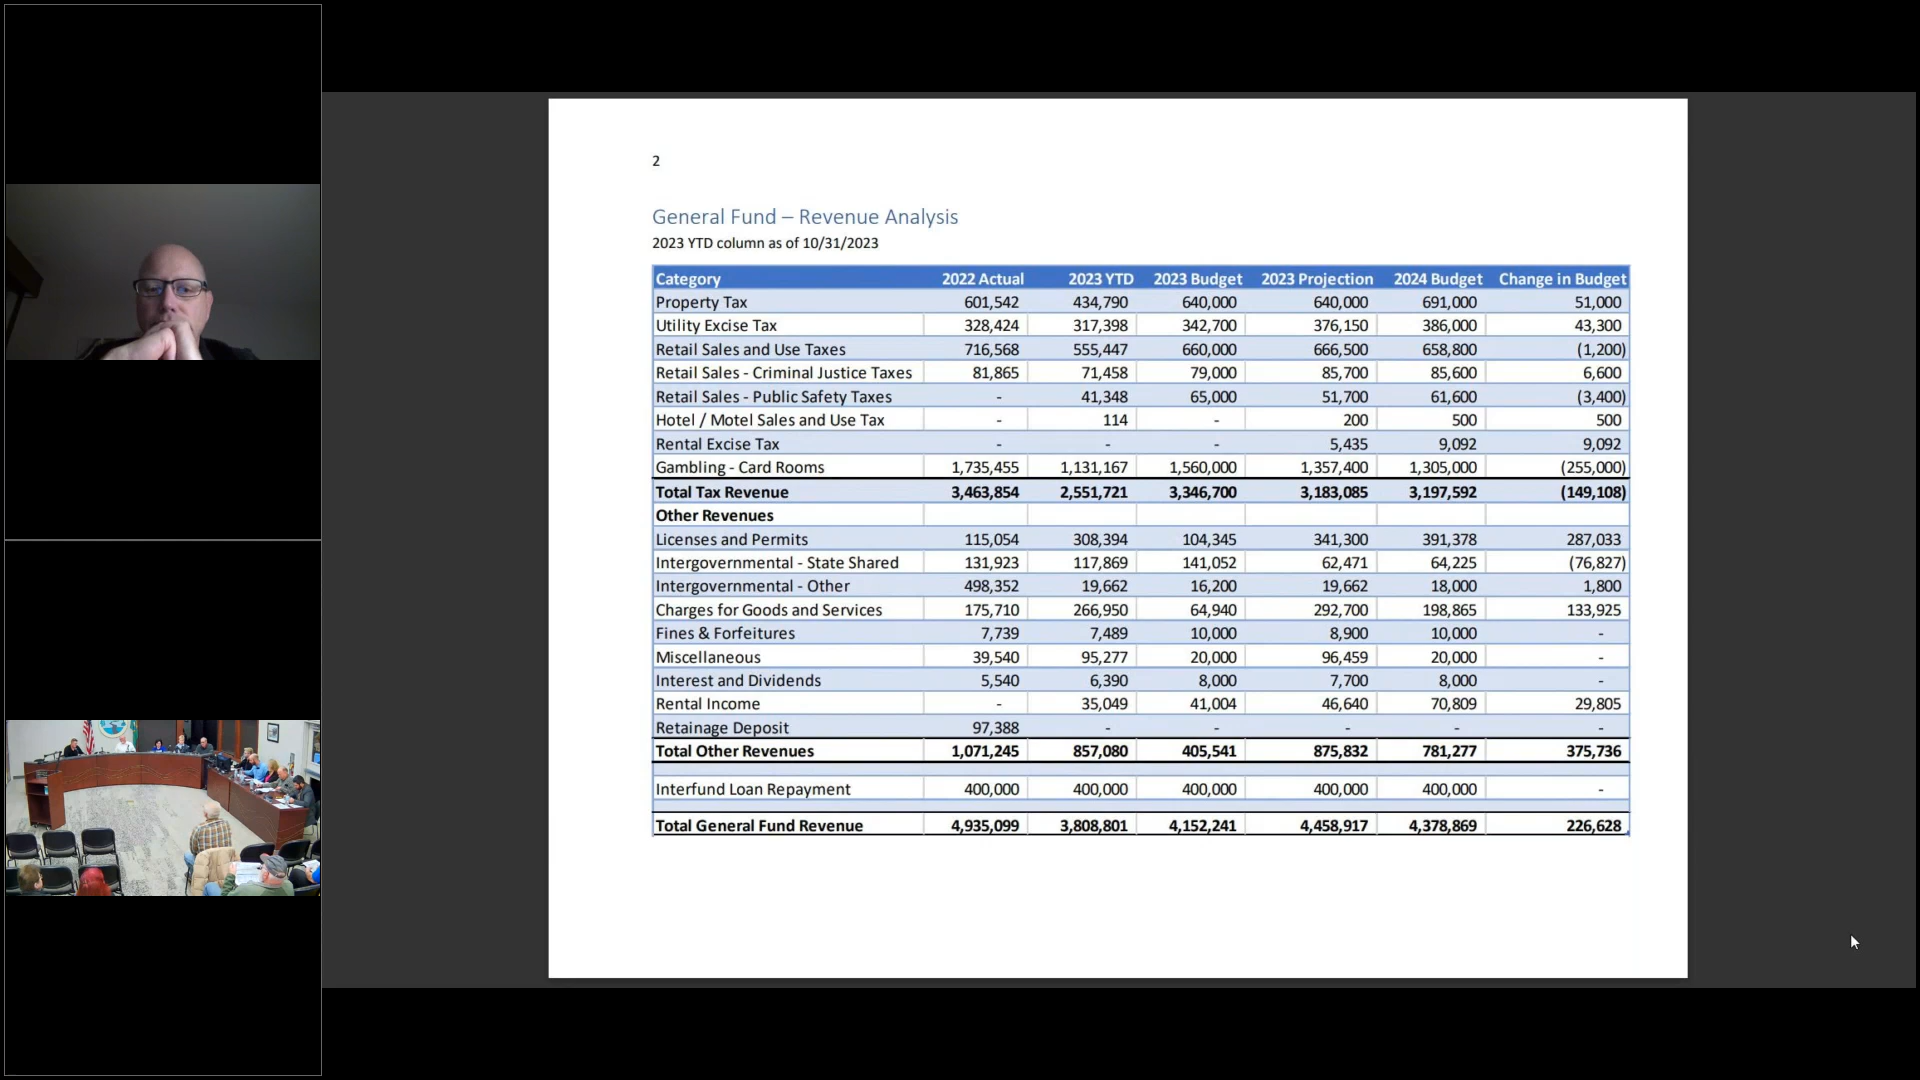 2
General Fund – Revenue Analysis
2023 YTD column as of 10/31/2023
Category 2022 Actual 2023 YTD 2023 Budget 2023 Projection 2024 Budget Change in Budget
Property Tax 601,542 434,790 640,000 640,000 691,000 51,000
Utility Excise Tax 328,424 317,398 342,700 376,150 386,000 43,300
Retail Sales and Use Taxes 716,568 555,447 660,000 666,500 658,800 (1,200)
Retail Sales - Criminal Justice Taxes 81,865 71,458 79,000 85,700 85,600 6,600
Retail Sales - Public Safety Taxes - 41,348 65,000 51,700 61,600 (3,400)
Hotel / Motel Sales and Use Tax - 114 - 200 500 500
Rental Excise Tax - - - 5,435 9,092 9,092
Gambling - Card Rooms 1,735,455 1,131,167 1,560,000 1,357,400 1,305,000 (255,000)
Total Tax Revenue 3,463,854 2,551,721 3,346,700 3,183,085 3,197,592 (149,108)
Other Revenues
Licenses and Permits 115,054 308,394 104,345 341,300 391,378 287,033
Intergovernmental - State Shared 131,923 117,869 141,052 62,471 64,225 (76,827)
Intergovernmental - Other 498,352 19,662 16,200 19,662 18,000 1,800
Charges for Goods and Services 175,710 266,950 64,940 292,700 198,865 133,925
Fines & Forfeitures 7,739 7,489 10,000 8,900 10,000 -
Miscellaneous 39,540 95,277 20,000 96,459 20,000 -
Interest and Dividends 5,540 6,390 8,000 7,700 8,000 -
Rental Income - 35,049 41,004 46,640 70,809 29,805
Retainage Deposit 97,388 - - - - -
Total Other Revenues 1,071,245 857,080 405,541 875,832 781,277 375,736
Interfund Loan Repayment 400,000 400,000 400,000 400,000 400,000 -
Total General Fund Revenue 4,935,099 3,808,801 4,152,241 4,458,917 4,378,869 226,628